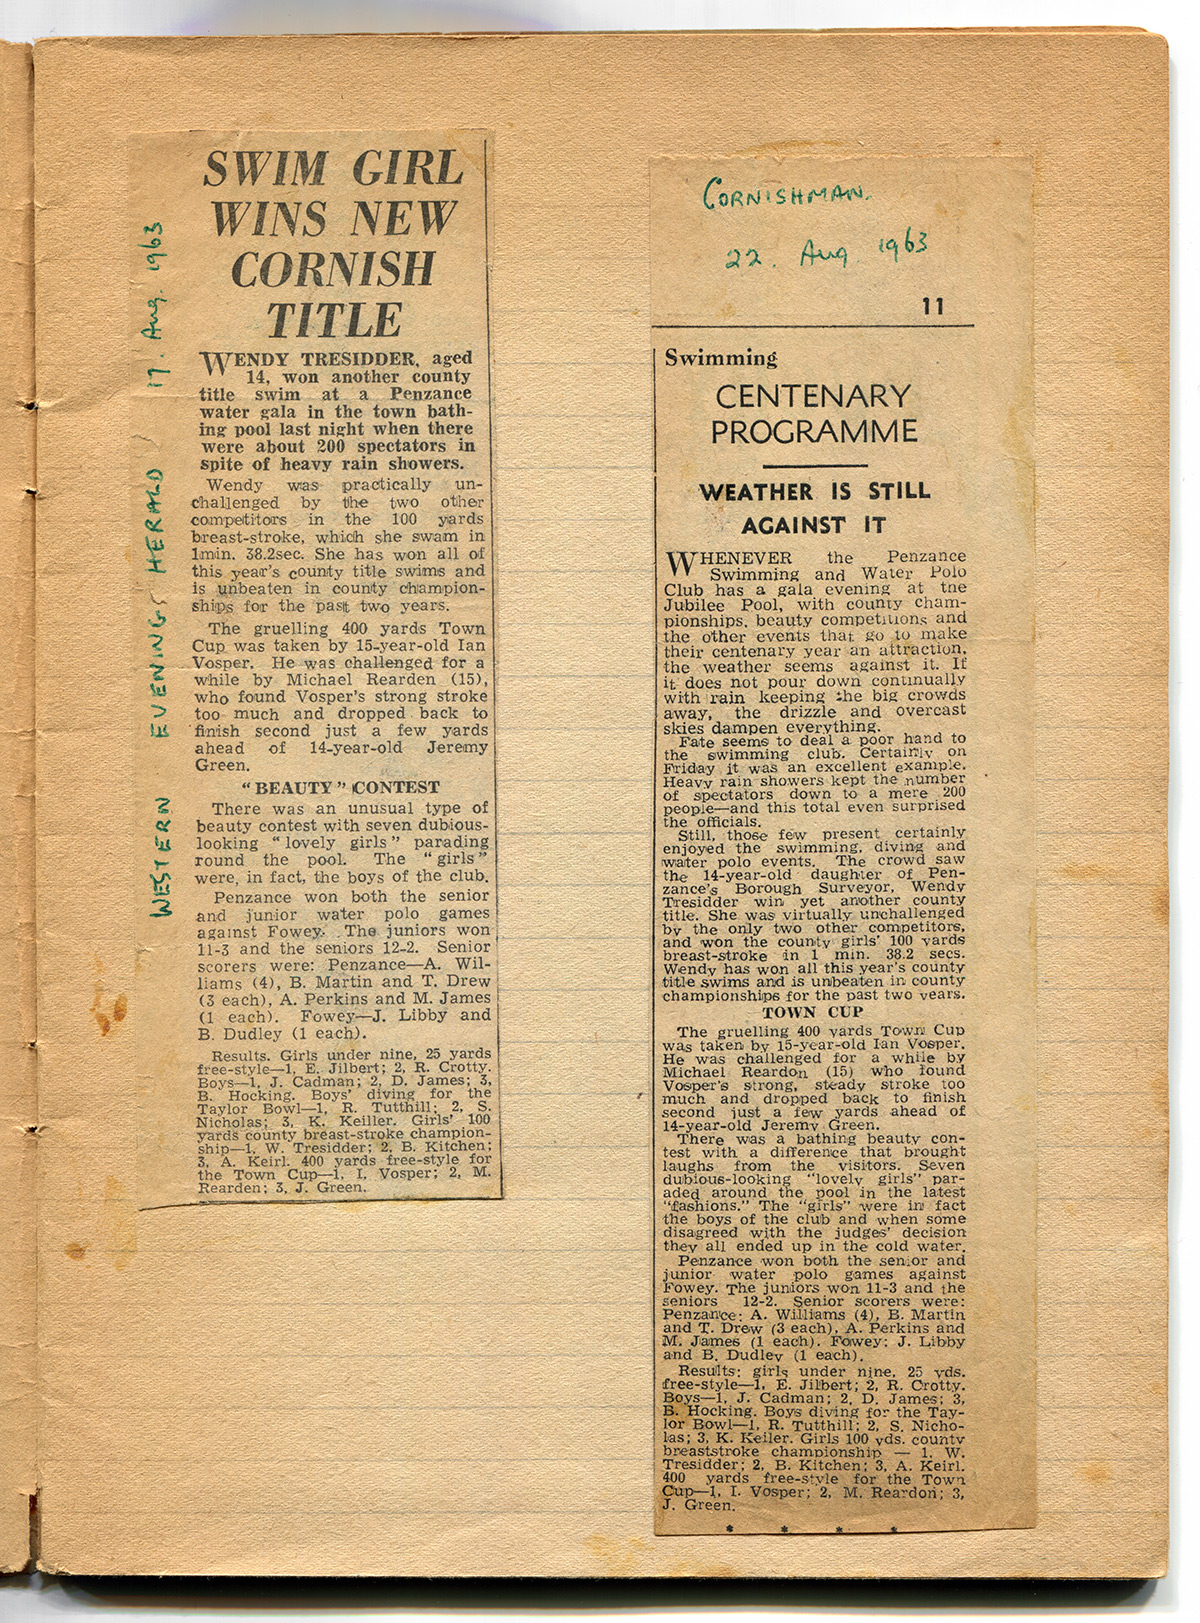 WESTERN EVENING HERALD 17. Aug. 1963
SWIM GIRL
WINS NEW
CORNISH
TITLE
WENDY TRESIDDER, aged
14, won another county
title swim at a Penzance
water gala in the town bath-
ing pool last night when there
were about 200 spectators in
spite of heavy rain showers.
Wendy was practically un-
challenged by the two other
competitors in the 100 yards
breast-stroke, which she swam in
1min. 38.2sec. She has won all of
this year's county title swims and
is unbeaten in county champion-
ships for the past two years.
The gruelling 400 yards Town
Cup was taken by 15-year-old Ian
Vosper. He was challenged for a
while by Michael Rearden (15),
who found Vosper's strong stroke
too much and dropped back to
finish second just a few yards
ahead of 14-year-old Jeremy
Green.
"BEAUTY" CONTEST
There was an unusual type of
beauty contest with seven dubious-
looking "lovely girls" parading
round the pool. The "girls"
were, in fact, the boys of the club.
Penzance won both the senior
and junior water polo games
against Fowey. The juniors won
11-3 and the seniors 12-2. Senior
scorers were: Penzance—A. Wil-
liams (4), B. Martin and T. Drew
(3 each), A. Perkins and M. James
(1 each). Fowey—J. Libby and
B. Dudley (1 each).
Results. Girls under nine, 25 yards
free-style—1, E. Jilbert; 2, R. Crotty.
Boys—1, J. Cadman; 2, D. James; 3,
B. Hocking. Boys' diving for the
Taylor Bowl—1, R. Tutthill; 2, S.
Nicholas; 3, K. Keiller. Girls' 100
yards county breast-stroke champion-
ship—1, W. Tresidder; 2, B. Kitchen;
3, A. Keirl. 400 yards free-style for
the Town Cup—1, I. Vosper; 2, M.
Rearden; 3, J. Green.
CORNISHMAN.
22. Aug. 1963
11
Swimming
CENTENARY
PROGRAMME
WEATHER IS STILL
AGAINST IT
WHENEVER the Penzance
Swimming and Water Polo
Club has a gala evening at the
Jubilee Pool, with county cham-
pionships, beauty competitions and
the other events that go to make
their centenary year an attraction,
the weather seems against it. If
it does not pour down continually
with rain keeping the big crowds
away, the drizzle and overcast
skies dampen everything.
Fate seems to deal a poor hand to
the swimming club. Certainly on
Friday it was an excellent example.
Heavy rain showers kept the number
of spectators down to a mere 200
people—and this total even surprised
the officials.
Still, those few present certainly
enjoyed the swimming, diving and
water polo events. The crowd saw
the 14-year-old daughter of Pen-
zance's Borough Surveyor, Wendy
Tresidder win yet another county
title. She was virtually unchallenged
by the only two other competitors,
and won the county girls' 100 yards
breast-stroke in 1 min. 38.2 secs.
Wendy has won all this year's county
title swims and is unbeaten in county
championships for the past two years.
TOWN CUP
The gruelling 400 yards Town Cup
was taken by 15-year-old Ian Vosper.
He was challenged for a while by
Michael Reardon (15) who found
Vosper's strong, steady stroke too
much and dropped back to finish
second just a few yards ahead of
14-year-old Jeremy Green.
There was a bathing beauty con-
test with a difference that brought
laughs from the visitors. Seven
dubious-looking "lovely girls" par-
aded around the pool in the latest
"fashions." The "girls" were in fact
the boys of the club and when some
disagreed with the judges' decision
they all ended up in the cold water.
Penzance won both the senior and
junior water polo games against
Fowey. The juniors won 11-3 and the
seniors 12-2. Senior scorers were:
Penzance: A. Williams (4), B. Martin
and T. Drew (3 each), A. Perkins and
M. James (1 each). Fowey: J. Libby
and B. Dudley (1 each).
Results: girls under nine, 25 yds.
free-style—1, E. Jilbert; 2, R. Crotty.
Boys—1, J. Cadman; 2, D. James; 3,
B. Hocking. Boys diving for the Tay-
lor Bowl—1, R. Tutthill; 2, S. Nicho-
las; 3, K. Keiler. Girls 100 yds. county
breaststroke championship — 1, W.
Tresidder; 2, B. Kitchen; 3, A. Keirl.
400 yards free-style for the Town
Cup—1, I. Vosper; 2, M. Reardon; 3,
J. Green.
* * * *